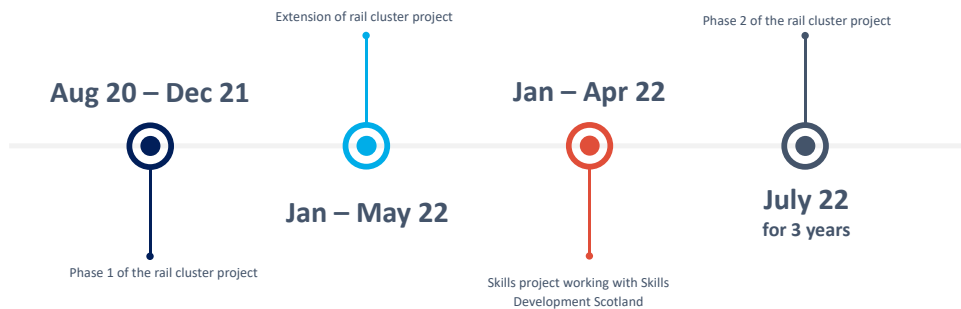 Aug 20 – Dec 21
Phase 1 of the rail cluster project
Extension of rail cluster project
Jan – May 22
Jan – Apr 22
Skills project working with Skills
Development Scotland
Phase 2 of the rail cluster project
July 22
for 3 years